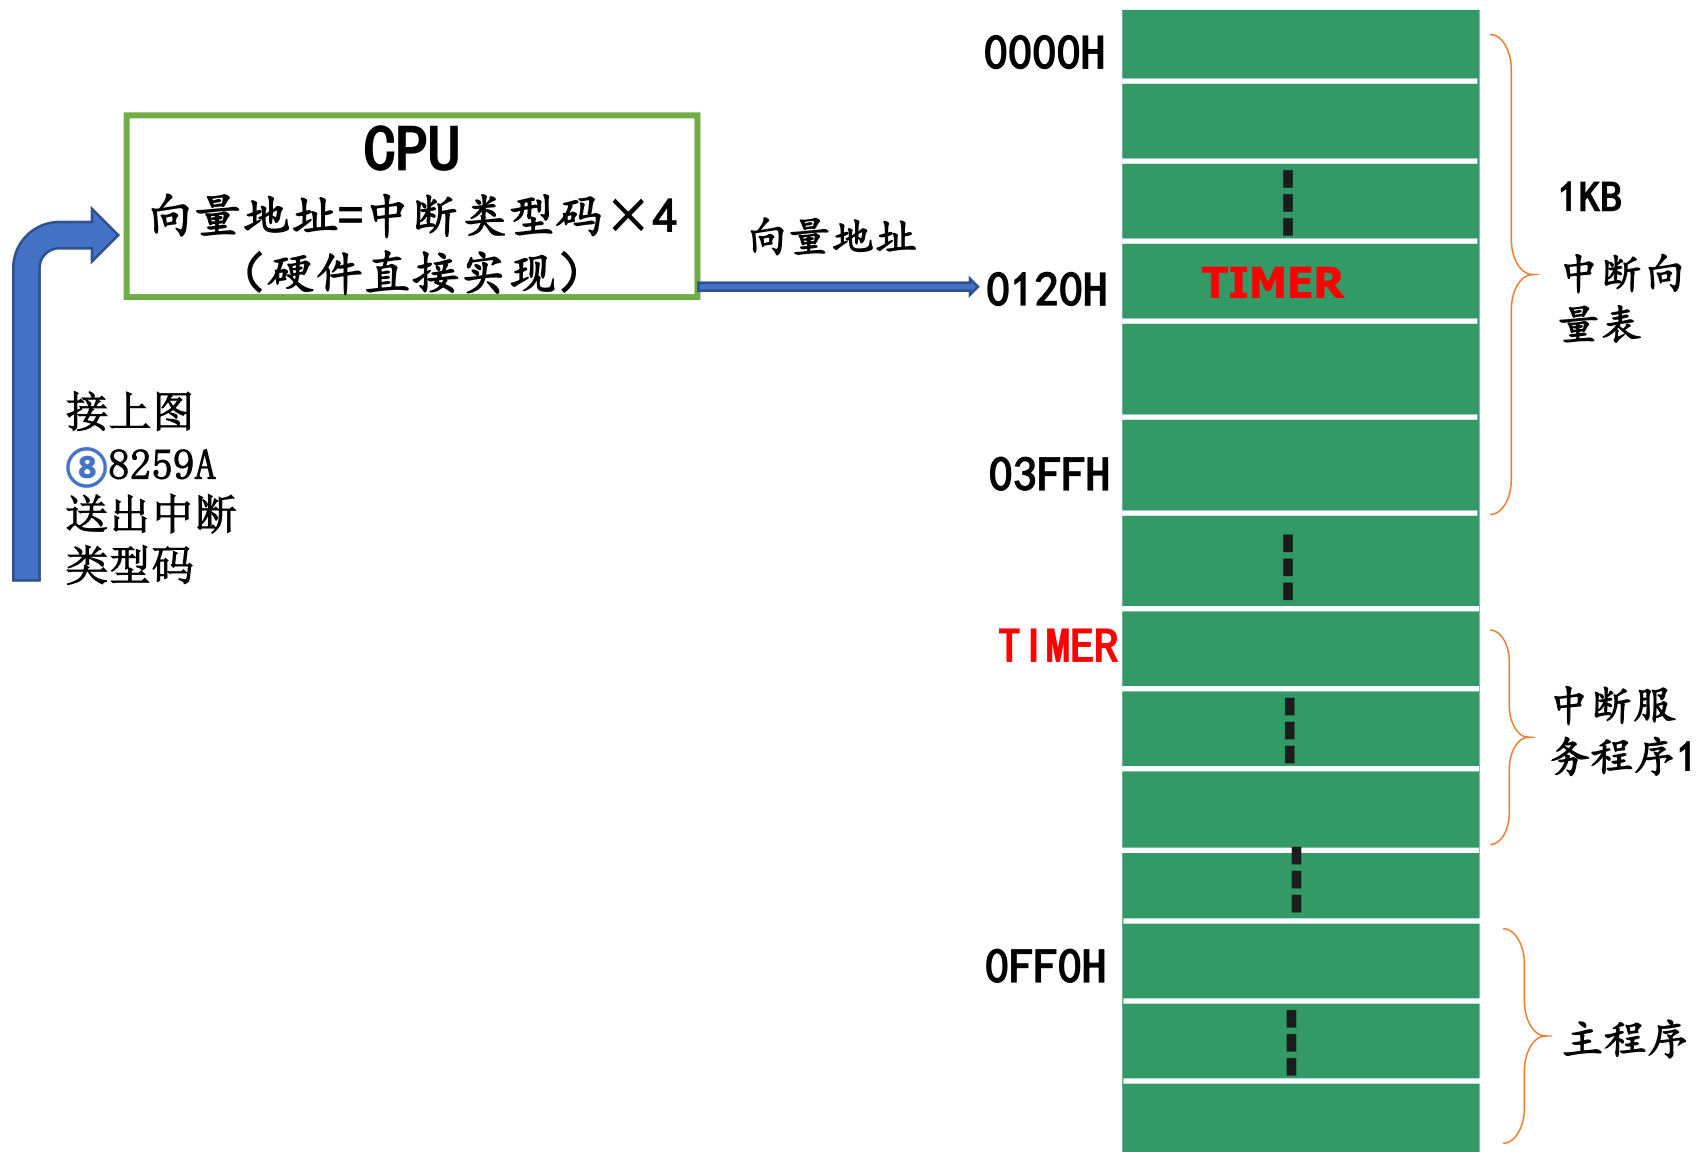 CPU
向量地址=中断类型码×4
(硬件直接实现)
接上图
⑧8259A
送出中断
类型码
向量地址
0000H
0120H
TIMER
03FFH
TIMER
0FF0H
1KB
中断向
量表
中断服
务程序1
主程序